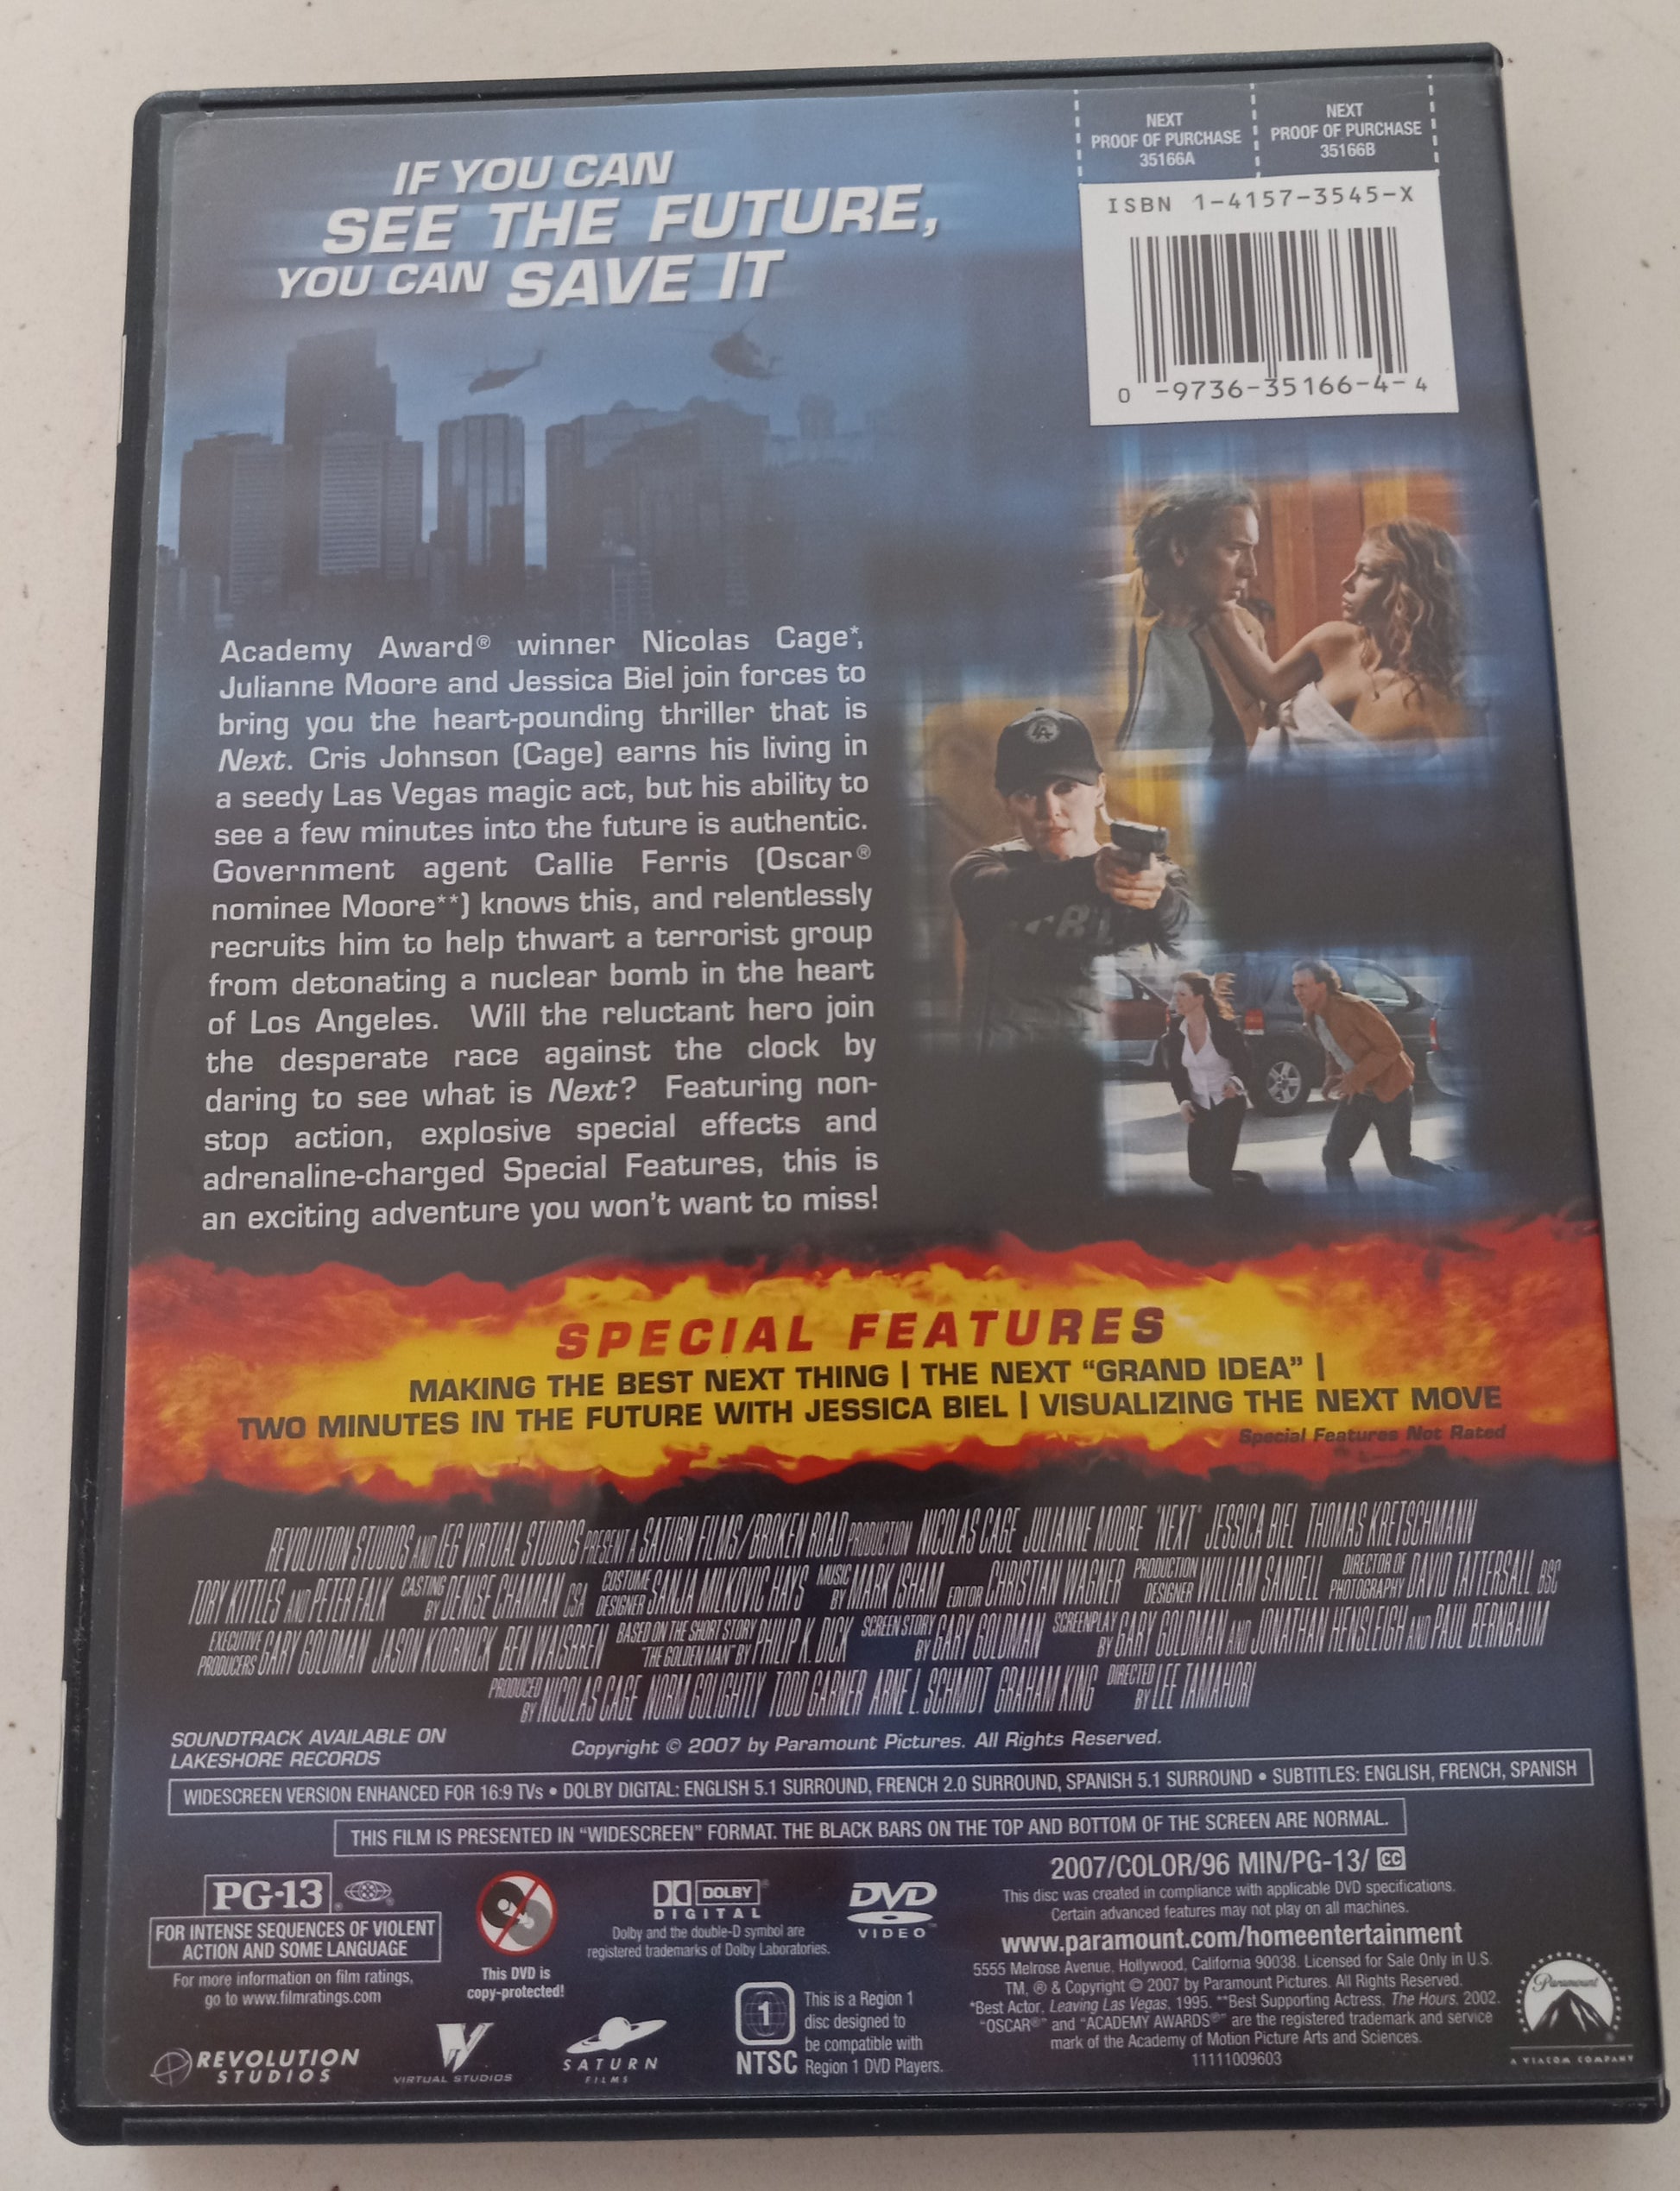 NEXT
PROOF OF PURCHASE
35166A
NEXT
PROOF OF PURCHASE
35166B
ISBN 1-4157-3545-X
0 -9736-35166-4- 4
IF YOU CAN
SEE THE FUTURE,
YOU CAN SAVE IT
Academy Award® winner Nicolas Cage*,
Julianne Moore and Jessica Biel join forces to
bring you the heart-pounding thriller that is
Next. Cris Johnson (Cage) earns his living in
a seedy Las Vegas magic act, but his ability to
see a few minutes into the future is authentic.
Government agent Callie Ferris (Oscar®
nominee Moore**) knows this, and relentlessly
recruits him to help thwart a terrorist group
from detonating a nuclear bomb in the heart
of Los Angeles. Will the reluctant hero join
the desperate race against the clock by
daring to see what is Next? Featuring non-
stop action, explosive special effects and
adrenaline-charged Special Features, this is
an exciting adventure you won't want to miss!
SPECIAL FEATURES
MAKING THE BEST NEXT THING | THE NEXT "GRAND IDEA" |
TWO MINUTES IN THE FUTURE WITH JESSICA BIEL | VISUALIZING THE NEXT MOVE
Special Features Not Rated
REVOLUTION STUDIOS AND IEG VIRTUAL STUDIOS PRESENT A SATURN FILMS/BROKEN ROAD PRODUCTION NICOLAS CAGE JULIANNE MOORE "NEXT" JESSICA BIEL THOMAS KRETSCHMANN
TORY KITTLES AND PETER FALK CASTING BY DENISE CHAMIAN CSA COSTUME DESIGNER SANJA MILKOVIC HAYS MUSIC BY MARK ISHAM EDITOR CHRISTIAN WAGNER PRODUCTION DESIGNER WILLIAM SANDELL DIRECTOR OF PHOTOGRAPHY DAVID TATTERSALL, BSC
EXECUTIVE PRODUCERS GARY GOLDMAN JASON KOORNICK BEN WAISBREN BASED ON THE SHORT STORY "THE GOLDEN MAN" BY PHILIP K. DICK SCREEN STORY BY GARY GOLDMAN SCREENPLAY BY GARY GOLDMAN AND JONATHAN HENSLEIGH AND PAUL BERNBAUM
PRODUCED BY NICOLAS CAGE NORM GOLIGHTLY TODD GARNER ARNE L. SCHMIDT GRAHAM KING DIRECTED BY LEE TAMAHORI
SOUNDTRACK AVAILABLE ON
LAKESHORE RECORDS
Copyright © 2007 by Paramount Pictures. All Rights Reserved.
WIDESCREEN VERSION ENHANCED FOR 16:9 TVs • DOLBY DIGITAL: ENGLISH 5.1 SURROUND, FRENCH 2.0 SURROUND, SPANISH 5.1 SURROUND • SUBTITLES: ENGLISH, FRENCH, SPANISH
THIS FILM IS PRESENTED IN "WIDESCREEN" FORMAT. THE BLACK BARS ON THE TOP AND BOTTOM OF THE SCREEN ARE NORMAL.
PG-13
FOR INTENSE SEQUENCES OF VIOLENT
ACTION AND SOME LANGUAGE
For more information on film ratings,
go to www.filmratings.com
This DVD is
copy-protected!
DOLBY
DIGITAL
Dolby and the double-D symbol are
registered trademarks of Dolby Laboratories.
DVD
VIDEO
2007/COLOR/96 MIN/PG-13/ CC
This disc was created in compliance with applicable DVD specifications.
Certain advanced features may not play on all machines.
www.paramount.com/homeentertainment
5555 Melrose Avenue, Hollywood, California 90038. Licensed for Sale Only in U.S.
TM, ® & Copyright © 2007 by Paramount Pictures. All Rights Reserved.
*Best Actor, Leaving Las Vegas, 1995. **Best Supporting Actress, The Hours, 2002.
"OSCAR®" and "ACADEMY AWARDS®" are the registered trademark and service
mark of the Academy of Motion Picture Arts and Sciences.
11111009603
REVOLUTION
STUDIOS
VIRTUAL STUDIOS
SATURN
FILMS
1
NTSC
This is a Region 1
disc designed to
be compatible with
Region 1 DVD Players.
Paramount
A VIACOM COMPANY